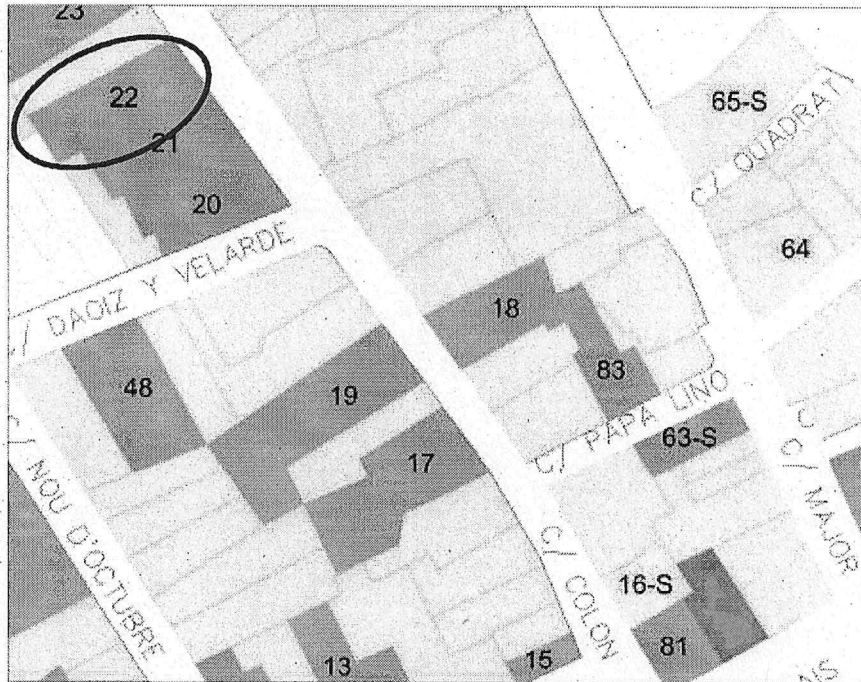 23
22
65-S
C/ QUADRAT
21
20
64
C/ DAOIZ Y VELARDE
18
48
19
83
C/ PAPA LINO
63-S
17
C/ NOU D'OCTUBRE
C/ MAJOR
C/ COLON
16-S
13
15
81
NS